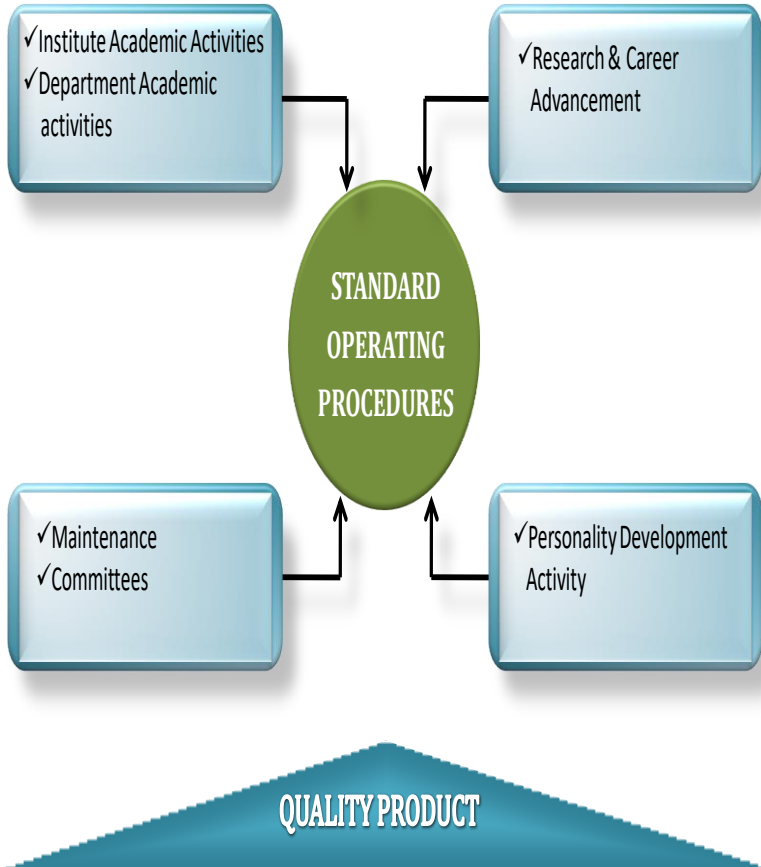 ✓Institute Academic Activities
✓Department Academic
activities
✓Research & Career
Advancement
STANDARD
OPERATING
PROCEDURES
✓Maintenance
✓Committees
✓Personality Development
Activity
QUALITY PRODUCT